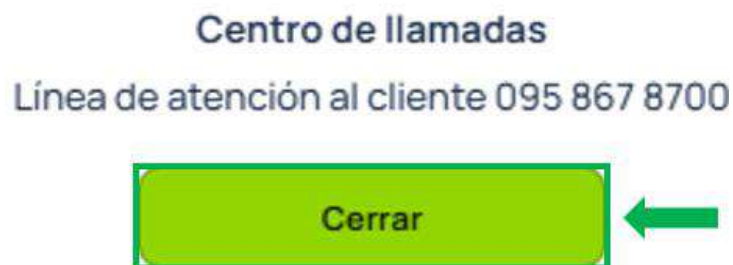 Centro de llamadas
Línea de atención al cliente 095 867 8700
Cerrar